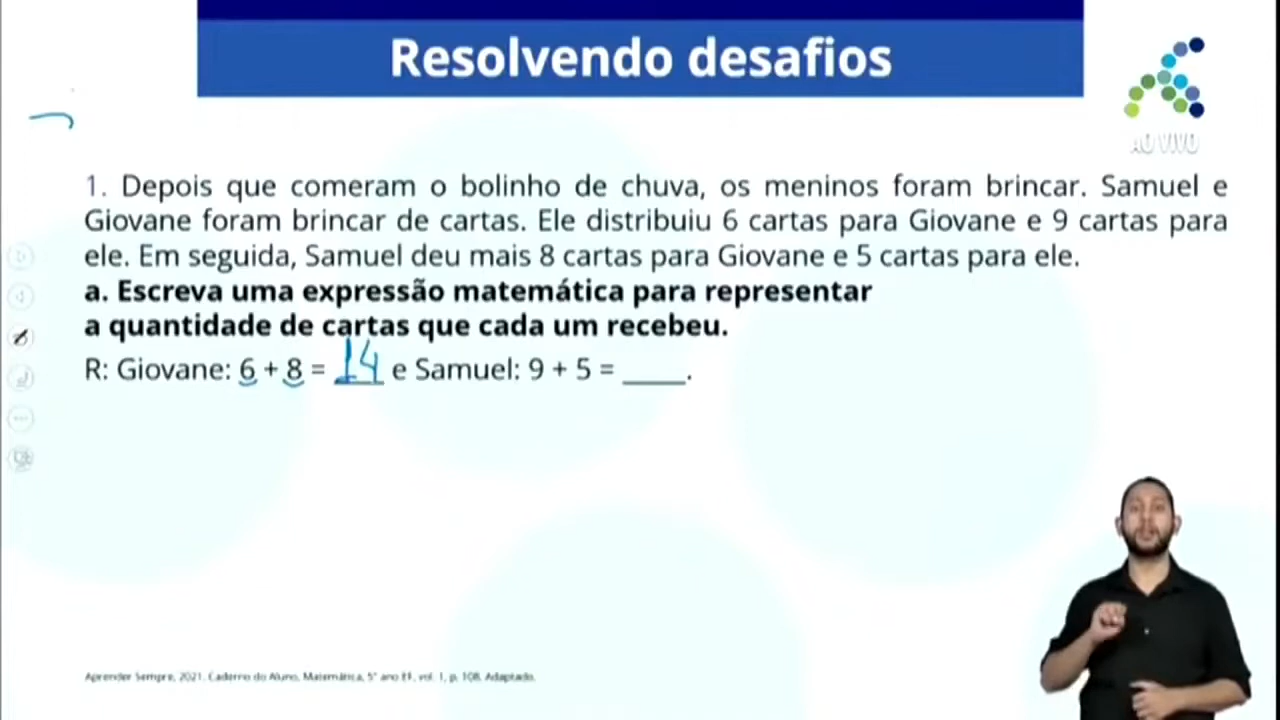 Resolvendo desafios
AO VIVO
1. Depois que comeram o bolinho de chuva, os meninos foram brincar. Samuel e
Giovane foram brincar de cartas. Ele distribuiu 6 cartas para Giovane e 9 cartas para
ele. Em seguida, Samuel deu mais 8 cartas para Giovane e 5 cartas para ele.
a. Escreva uma expressão matemática para representar
a quantidade de cartas que cada um recebeu.
R: Giovane: 6 + 8 = 14 e Samuel: 9 + 5 = ____.
Aprender Sempre, 2021. Caderno do Aluno, Matemática, 5º ano EF, vol. 1, p. 108. Adaptado.